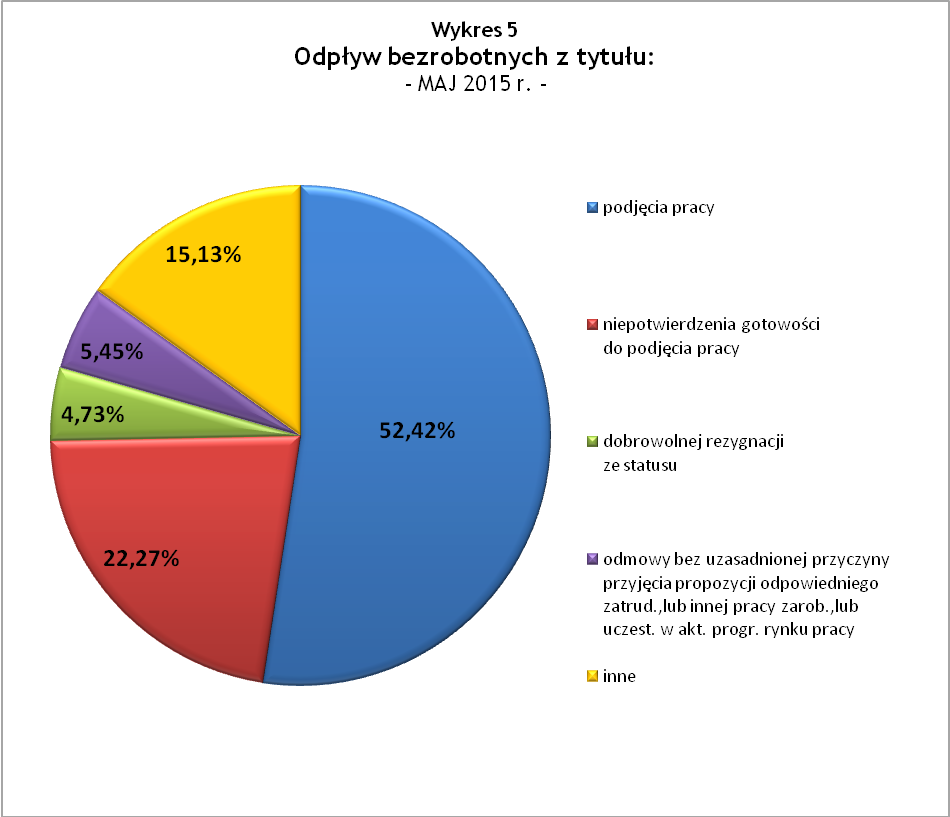 Wykres 5
Odpływ bezrobotnych z tytułu:
- MAJ 2015 r. -
15,13%
5,45%
4,73%
22,27%
52,42%
podjęcia pracy
niepotwierdzenia gotowości
do podjęcia pracy
dobrowolnej rezygnacji
ze statusu
odmowy bez uzasadnionej przyczyny
przyjęcia propozycji odpowiedniego
zatrud.,lub innej pracy zarob.,lub
uczest. w akt. progr. rynku pracy
inne